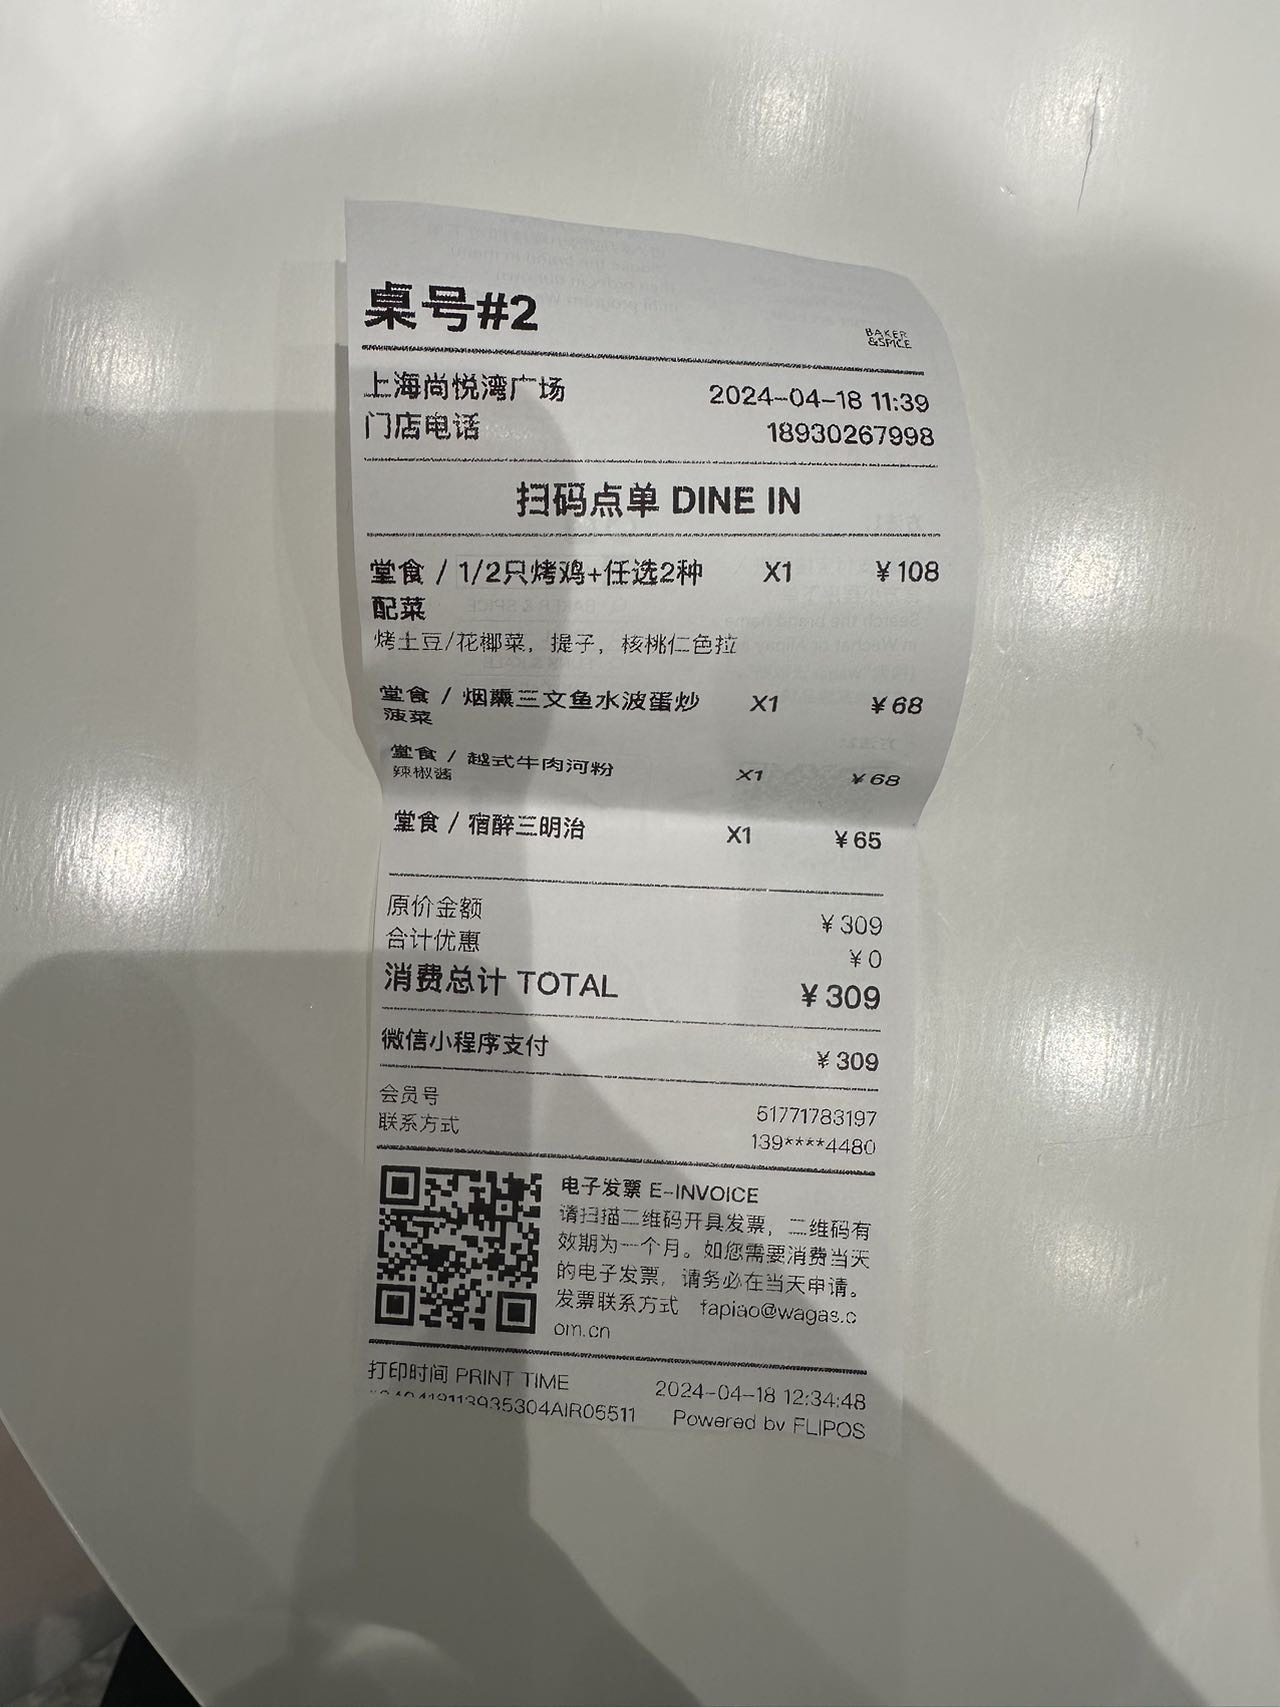 桌号#2
BAKER
&SPICE
上海尚悦湾广场 2024-04-18 11:39
门店电话 18930267998
扫码点单 DINE IN
堂食 / 1/2只烤鸡+任选2种 X1 ¥108
配菜
烤土豆/花椰菜，提子，核桃仁色拉
堂食 / 烟熏三文鱼水波蛋炒 X1 ¥68
菠菜
堂食 / 越式牛肉河粉 X1 ¥68
辣椒酱
堂食 / 宿醉三明治 X1 ¥65
原价金额 ¥309
合计优惠 ¥0
消费总计 TOTAL ¥309
微信小程序支付 ¥309
会员号 51771783197
联系方式 139****4480
电子发票 E-INVOICE
请扫描二维码开具发票，二维码有
效期为一个月。如您需要消费当天
的电子发票，请务必在当天申请。
发票联系方式 fapiao@wagas.c
om.cn
打印时间 PRINT TIME 2024-04-18 12:34:48
Powered by FLIPOS